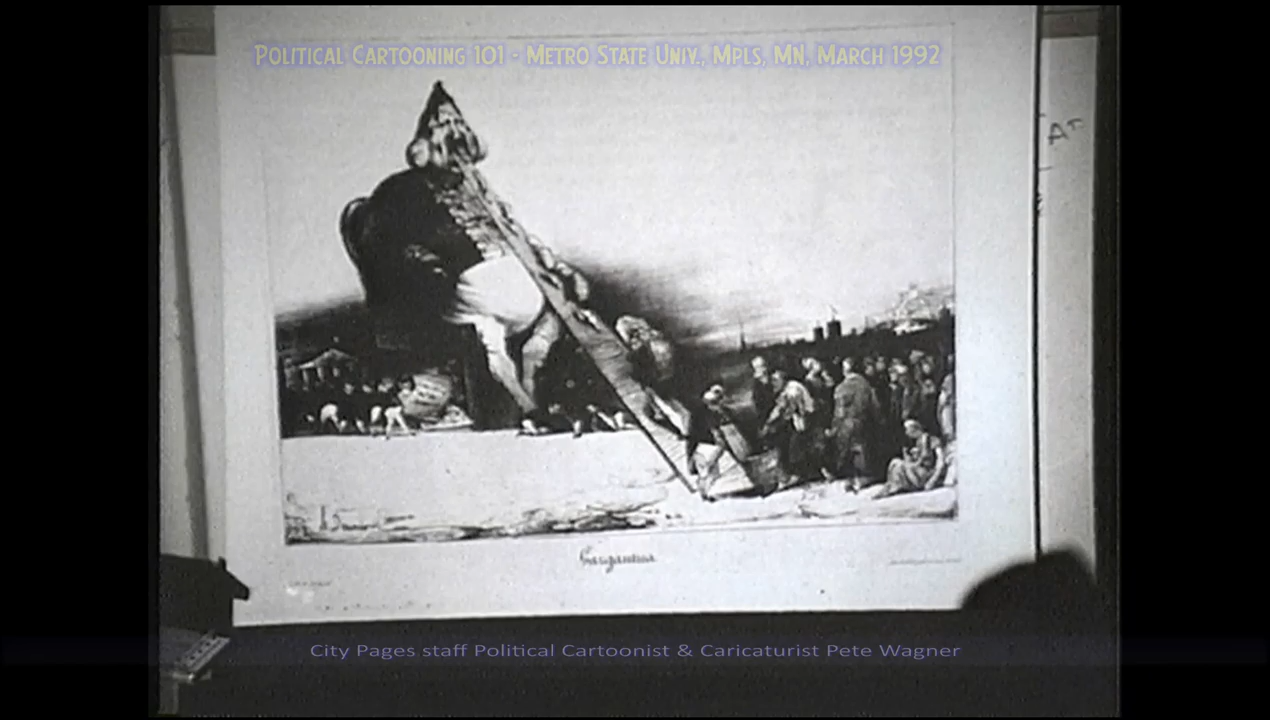 Political Cartooning 101 - Metro State Univ., Mpls, MN, March 1992
Gargantua
City Pages staff Political Cartoonist & Caricaturist Pete Wagner